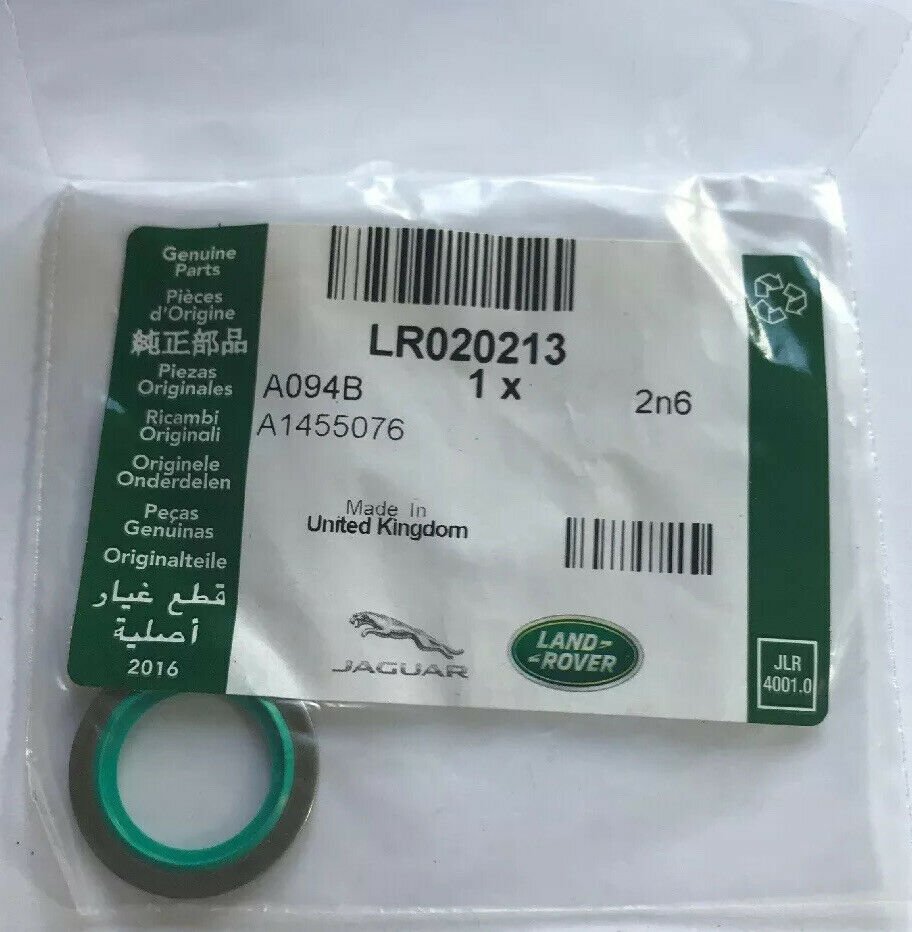 Genuine
Parts
Pièces
d'Origine
純正部品
Piezas
Originales
Ricambi
Originali
Originele
Onderdelen
Peças
Genuinas
Originalteile
قطع غيار
أصلية
2016
LR020213
1 x
A094B
2n6
A1455076
Made In
United Kingdom
JAGUAR
LAND-
-ROVER
JLR
4001.0